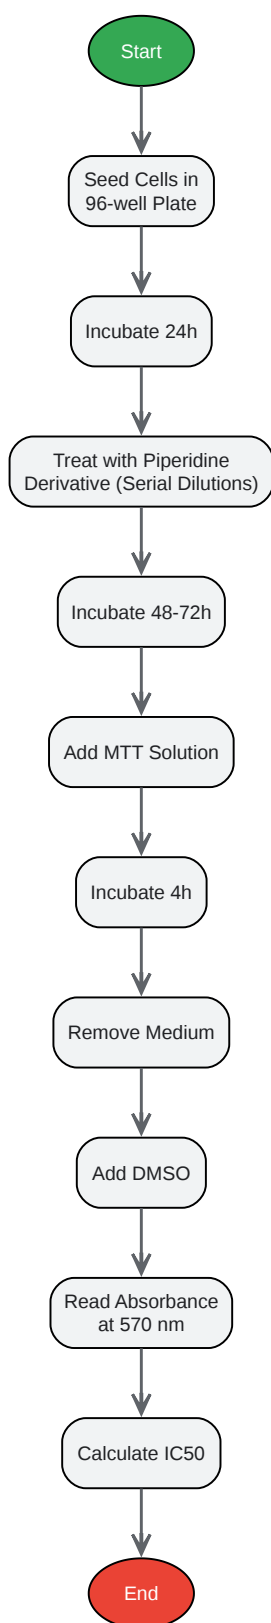 Start
Seed Cells in
96-well Plate
Incubate 24h
Treat with Piperidine
Derivative (Serial Dilutions)
Incubate 48-72h
Add MTT Solution
Incubate 4h
Remove Medium
Add DMSO
Read Absorbance
at 570 nm
Calculate IC50
End